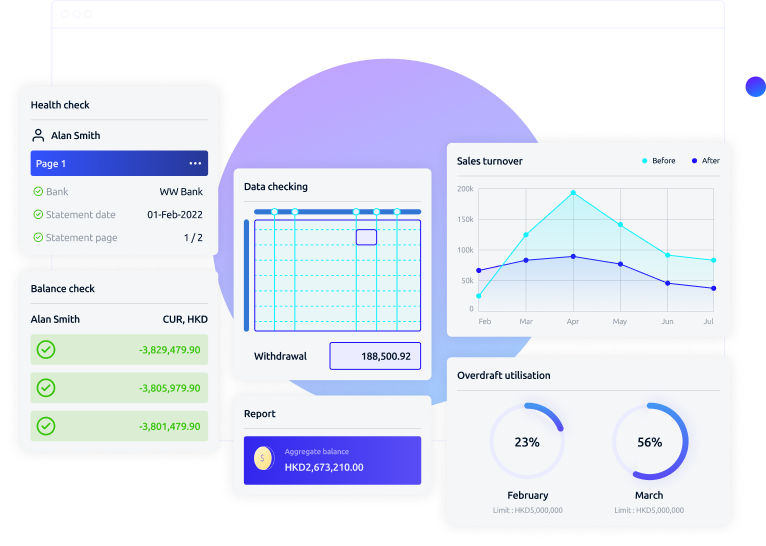 Health check
Alan Smith
Page 1
Bank WW Bank
Statement date 01-Feb-2022
Statement page 1 / 2
Balance check
Alan Smith CUR, HKD
-3,829,479.90
-3,805,979.90
-3,801,479.90
Data checking
Withdrawal 188,500.92
Report
$
Aggregate balance
HKD2,673,210.00
Sales turnover Before After
200k
150k
100k
50k
0
Feb Mar Apr May Jun Jul
Overdraft utilisation
23% 56%
February March
Limit : HKD5,000,000 Limit : HKD5,000,000